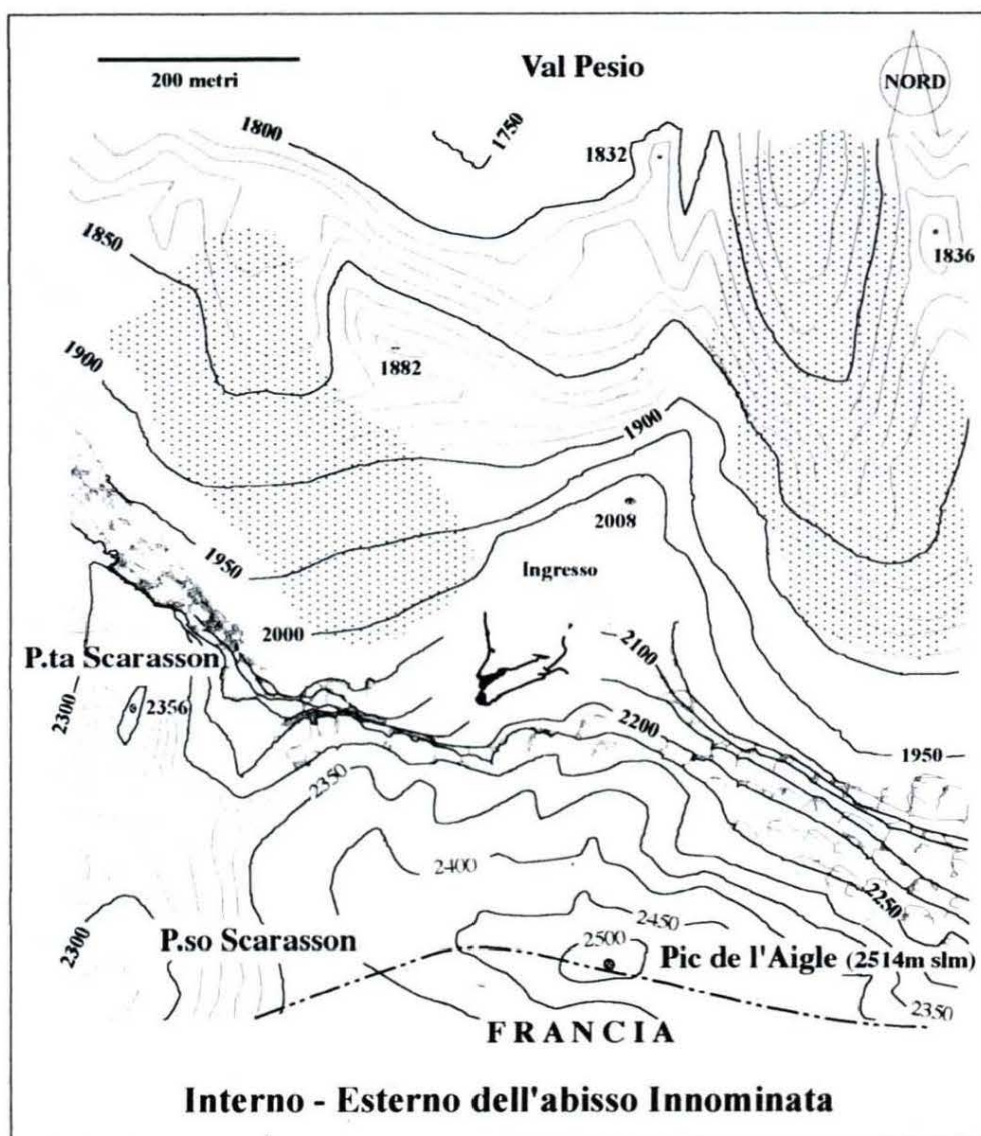 200 metri
Val Pesio
NORD
1800
1750
1832
1836
1850
1882
1900
1900
2008
Ingresso
1950
2000
2100
P.ta Scarasson
2300
2356
2200
1950
2350
2400
2250
2300
P.so Scarasson
2450
2500
Pic de l'Aigle (2514m slm)
2350
FRANCIA
Interno - Esterno dell'abisso Innominata